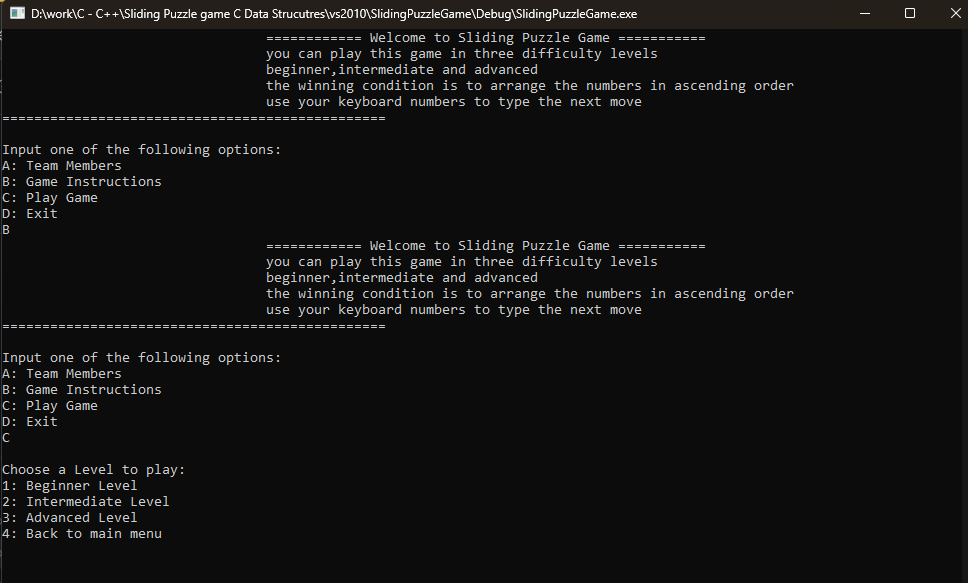 D:\work\C - C++\Sliding Puzzle game C Data Strucutres\vs2010\SlidingPuzzleGame\Debug\SlidingPuzzleGame.exe
============ Welcome to Sliding Puzzle Game ===========
you can play this game in three difficulty levels
beginner,intermediate and advanced
the winning condition is to arrange the numbers in ascending order
use your keyboard numbers to type the next move
================================================
Input one of the following options:
A: Team Members
B: Game Instructions
C: Play Game
D: Exit
B
============ Welcome to Sliding Puzzle Game ===========
you can play this game in three difficulty levels
beginner,intermediate and advanced
the winning condition is to arrange the numbers in ascending order
use your keyboard numbers to type the next move
================================================
Input one of the following options:
A: Team Members
B: Game Instructions
C: Play Game
D: Exit
C
Choose a Level to play:
1: Beginner Level
2: Intermediate Level
3: Advanced Level
4: Back to main menu